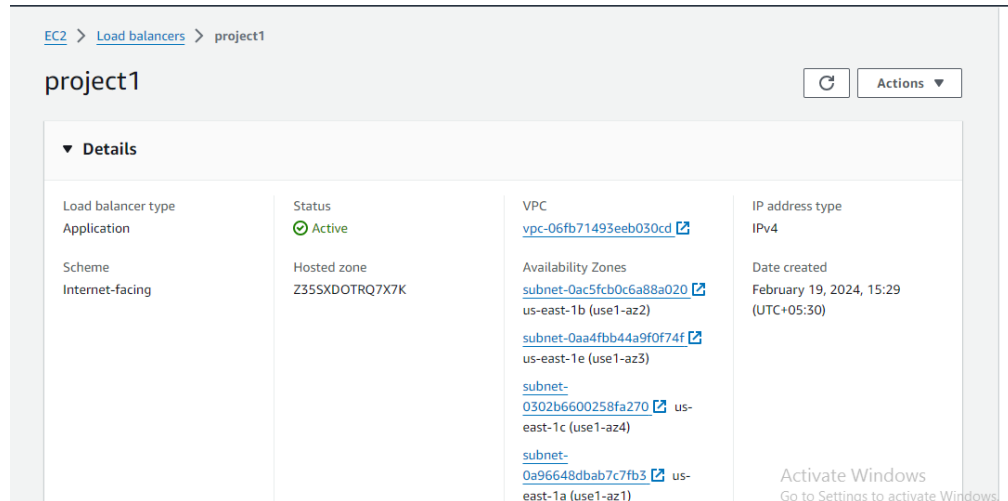 EC2 > Load balancers > project1
project1
Actions
Details
Load balancer type
Application
Status
Active
VPC
vpc-06fb71493eeb030cd
IP address type
IPv4
Scheme
Internet-facing
Hosted zone
Z35SXDOTRQ7X7K
Availability Zones
subnet-0ac5fcb0c6a88a020
us-east-1b (use1-az2)
subnet-0aa4fbb44a9f0f74f
us-east-1e (use1-az3)
subnet-
0302b6600258fa270 us-
east-1c (use1-az4)
subnet-
0a96648dbab7c7fb3 us-
east-1a (use1-az1)
Date created
February 19, 2024, 15:29
(UTC+05:30)
Activate Windows
Go to Settings to activate Windows.